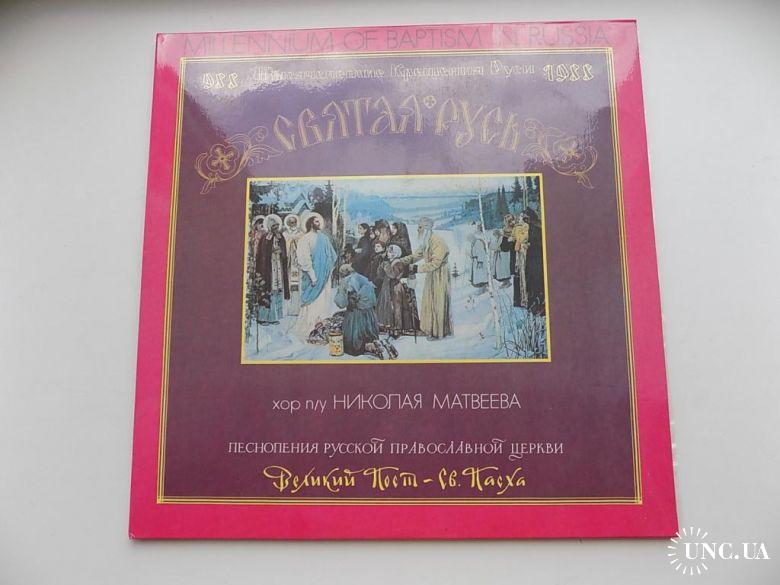 MILLENNIUM OF BAPTISM IN RUSSIA
988 Тысячелетие Крещения Руси 1988
СВЯТАЯ РУСЬ
хор п/у НИКОЛАЯ МАТВЕЕВА
ПЕСНОПЕНИЯ РУССКОЙ ПРАВОСЛАВНОЙ ЦЕРКВИ
Великий Пост – Св. Пасха
UNC.UA